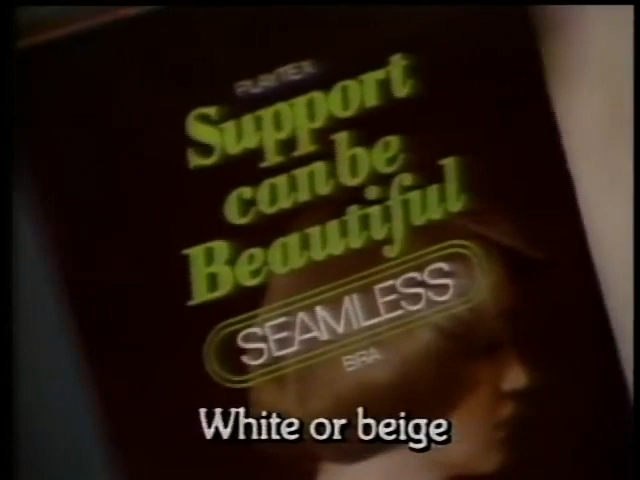 PLAYTEX
Support
can be
Beautiful
SEAMLESS
BRA
White or beige